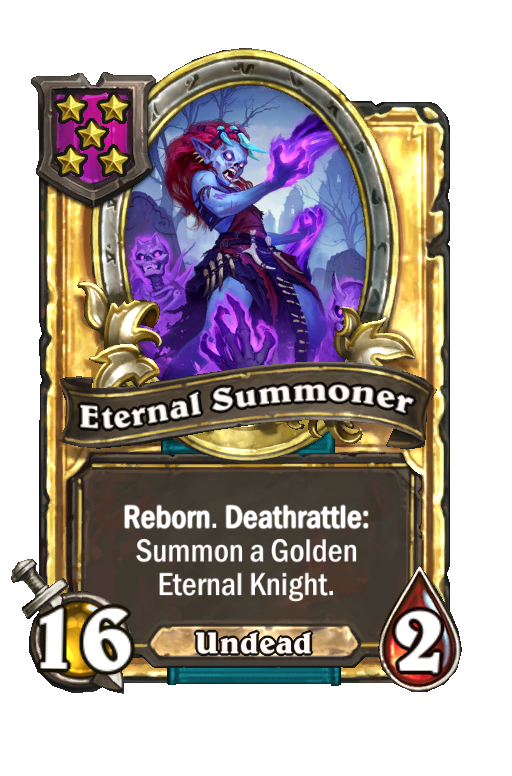 Eternal Summoner
Reborn. Deathrattle:
Summon a Golden
Eternal Knight.
16
Undead
2